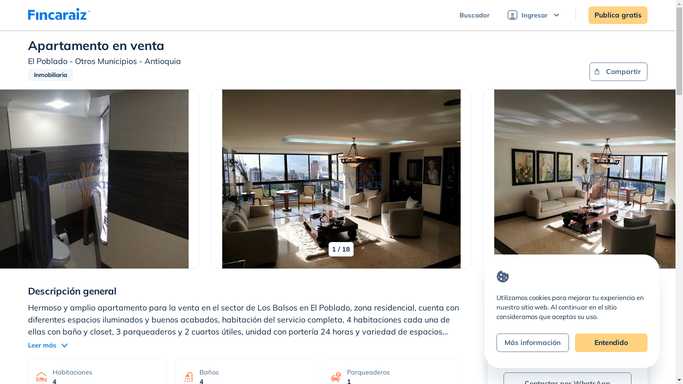 Fincaraiz
Buscador
Ingresar
Publica gratis
Apartamento en venta
El Poblado - Otros Municipios - Antioquia
Inmobiliaria
Compartir
1 / 18
Descripción general
Hermoso y amplio apartamento para la venta en el sector de Los Balsos en El Poblado, zona residencial, cuenta con
diferentes espacios iluminados y buenos acabados, habitación del servicio completa, 4 habitaciones cada una de
ellas con baño y closet, 3 parqueaderos y 2 cuartos útiles, unidad con portería 24 horas y variedad de espacios...
Leer más
Habitaciones
4
Baños
4
Parqueaderos
1
Utilizamos cookies para mejorar tu experiencia en
nuestro sitio web. Al continuar en el sitio
consideramos que aceptas su uso.
Más información
Entendido
Contactar por WhatsApp